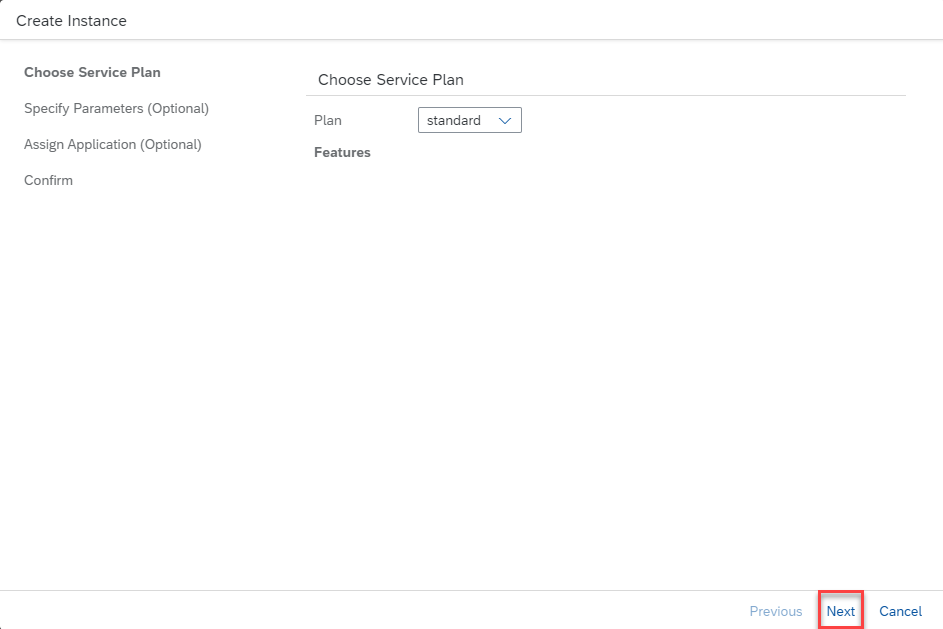 Create Instance
Choose Service Plan
Specify Parameters (Optional)
Assign Application (Optional)
Confirm
Choose Service Plan
Plan standard
Features
Previous Next Cancel